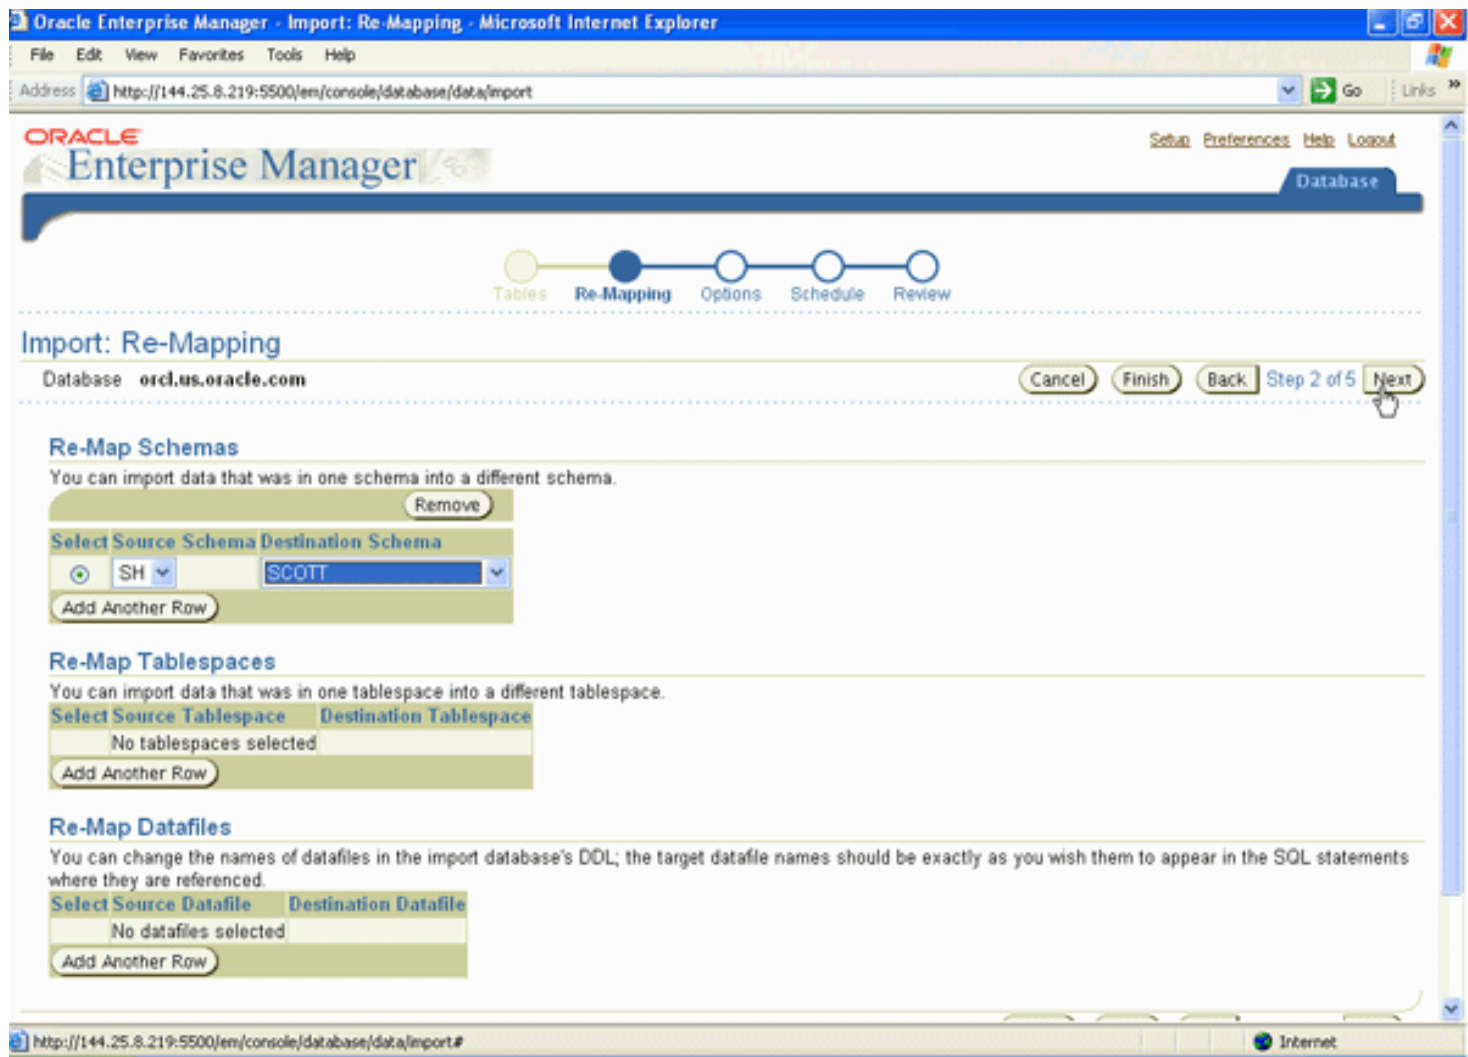 Oracle Enterprise Manager - Import: Re-Mapping - Microsoft Internet Explorer
File Edit View Favorites Tools Help
Address http://144.25.8.219:5500/em/console/database/data/import Go Links »
ORACLE
Enterprise Manager
Setup Preferences Help Logout
Database
Tables Re-Mapping Options Schedule Review
Import: Re-Mapping
Database orcl.us.oracle.com
Cancel Finish Back Step 2 of 5 Next
Re-Map Schemas
You can import data that was in one schema into a different schema.
Remove
Select Source Schema Destination Schema
SH SCOTT
Add Another Row
Re-Map Tablespaces
You can import data that was in one tablespace into a different tablespace.
Select Source Tablespace Destination Tablespace
No tablespaces selected
Add Another Row
Re-Map Datafiles
You can change the names of datafiles in the import database's DDL; the target datafile names should be exactly as you wish them to appear in the SQL statements
where they are referenced.
Select Source Datafile Destination Datafile
No datafiles selected
Add Another Row
http://144.25.8.219:5500/em/console/database/data/import# Internet